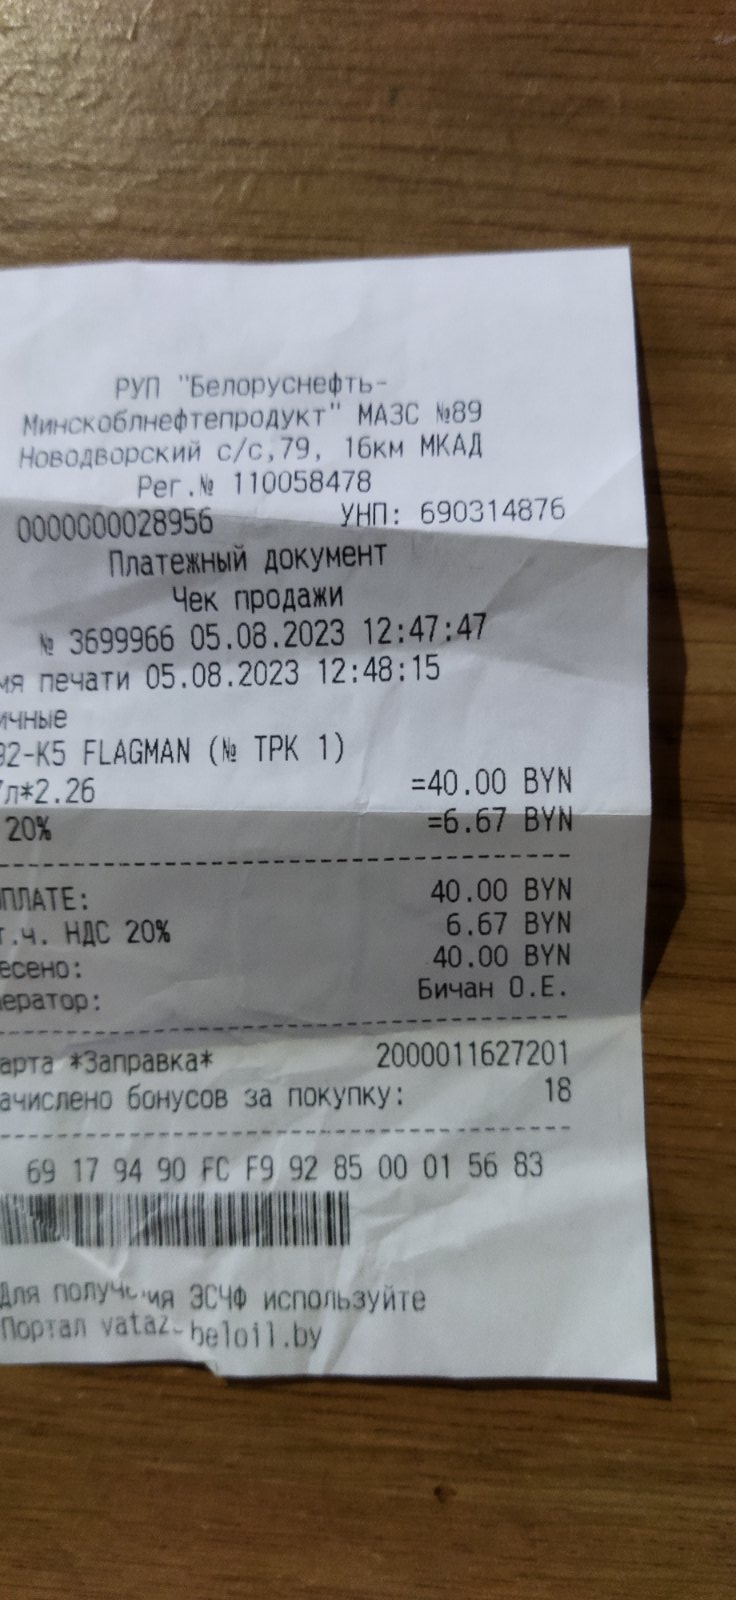 РУП "Белоруснефть-
Минскоблнефтепродукт" МАЗС №89
Новодворский с/с,79, 16км МКАД
Рег.№ 110058478
0000000028956 УНП: 690314876
Платежный документ
Чек продажи
№ 3699966 05.08.2023 12:47:47
мя печати 05.08.2023 12:48:15
ичные
92-К5 FLAGMAN (№ ТРК 1)
7л*2.26 =40.00 BYN
20% =6.67 BYN
ПЛАТЕ: 40.00 BYN
т.ч. НДС 20% 6.67 BYN
есено: 40.00 BYN
ператор: Бичан О.Е.
арта *Заправка* 2000011627201
ачислено бонусов за покупку: 18
69 17 94 90 FC F9 92 85 00 01 56 83
Для получения ЭСЧФ используйте
Портал vataz-beloil.by